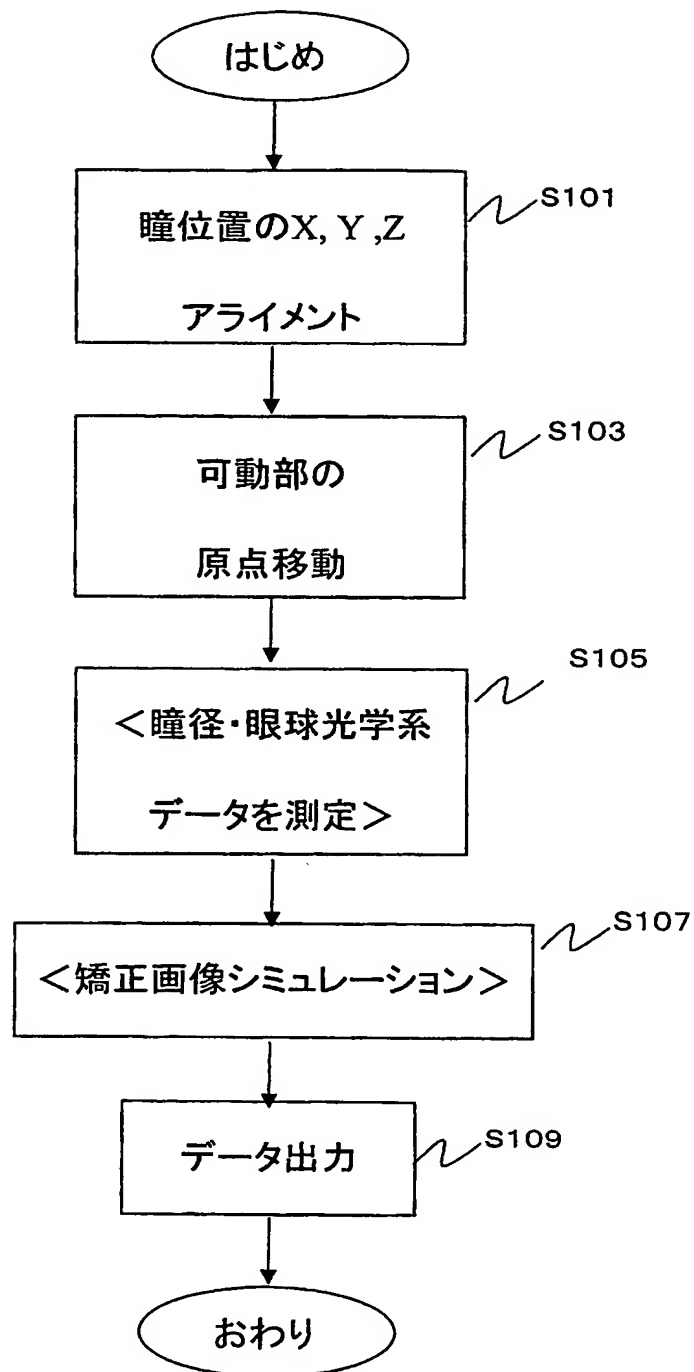 はじめ
瞳位置のX, Y ,Z
アライメント
S101
可動部の
原点移動
S103
＜瞳径・眼球光学系
データを測定＞
S105
＜矯正画像シミュレーション＞
S107
データ出力
S109
おわり